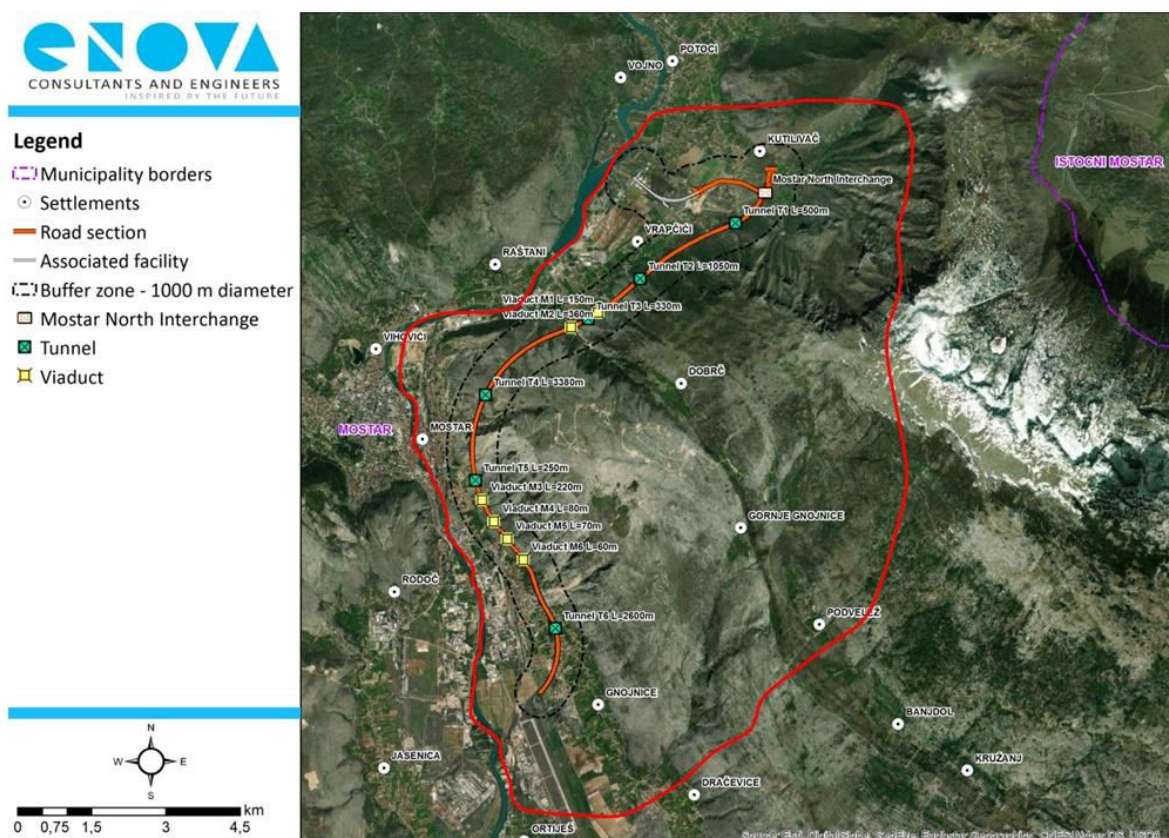 ENOVA
CONSULTANTS AND ENGINEERS
INSPIRED BY THE FUTURE
Legend
Municipality borders
Settlements
Road section
Associated facility
Buffer zone - 1000 m diameter
Mostar North Interchange
Tunnel
Viaduct
N
W E
S
km
0 0,75 1,5 3 4,5
POTOCI
VOJNO
KUTILIVAČ
ISTOCNI MOSTAR
Mostar North Interchange
Tunnel T1 L=500m
VRAPČIĆI
RAŠTANI
Tunnel T2 L=1050m
Viaduct M1 L=150m
Tunnel T3 L=330m
Viaduct M2 L=360m
VIHOVIĆI
DOBRČ
Tunnel T4 L=3380m
MOSTAR
MOSTAR
Tunnel T5 L=250m
Viaduct M3 L=220m
Viaduct M4 L=80m
Viaduct M5 L=70m
Viaduct M6 L=60m
GORNJE GNOJNICE
RODOČ
PODVELEŽ
Tunnel T6 L=2600m
GNOJNICE
BANJDOL
JASENICA
KRUŽANJ
DRAČEVICE
ORTIJEŠ